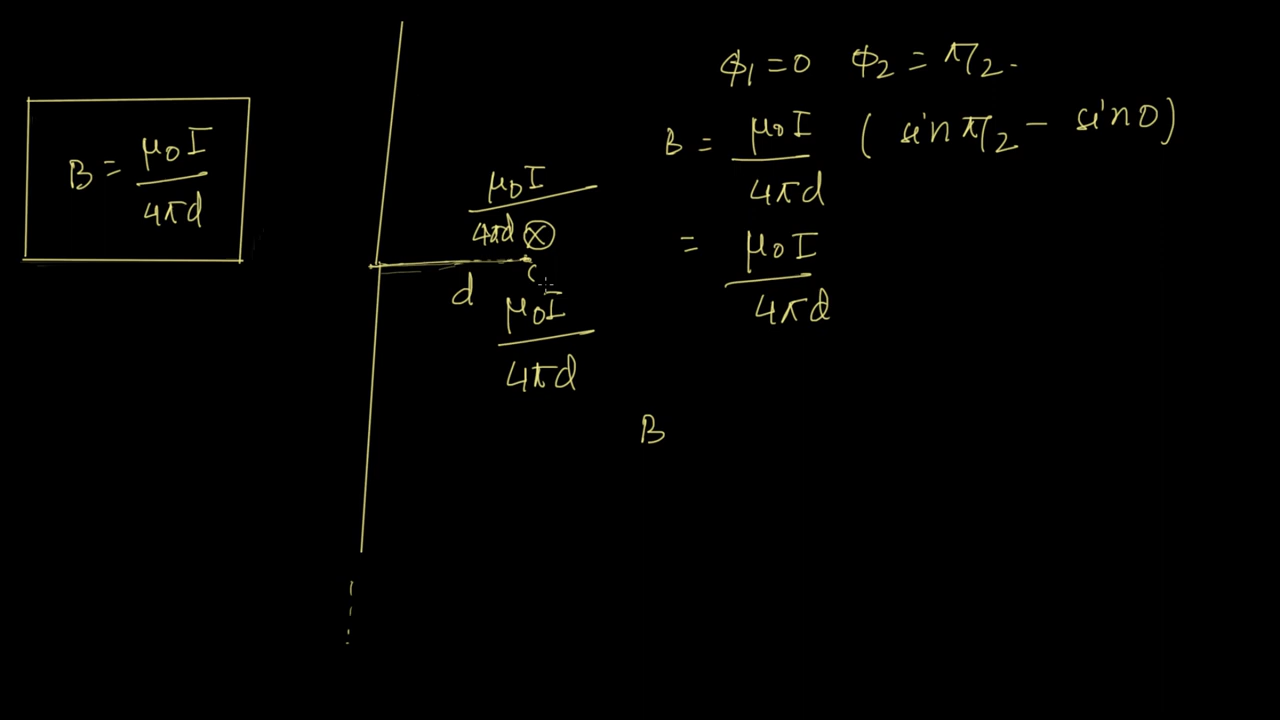 B = μ₀I / 4πd
μ₀I / 4πd ⊗
C
d
μ₀I / 4πd
ϕ₁ = 0 ϕ₂ = π/2.
B = μ₀I / 4πd ( sin π/2 - sin 0)
= μ₀I / 4πd
B